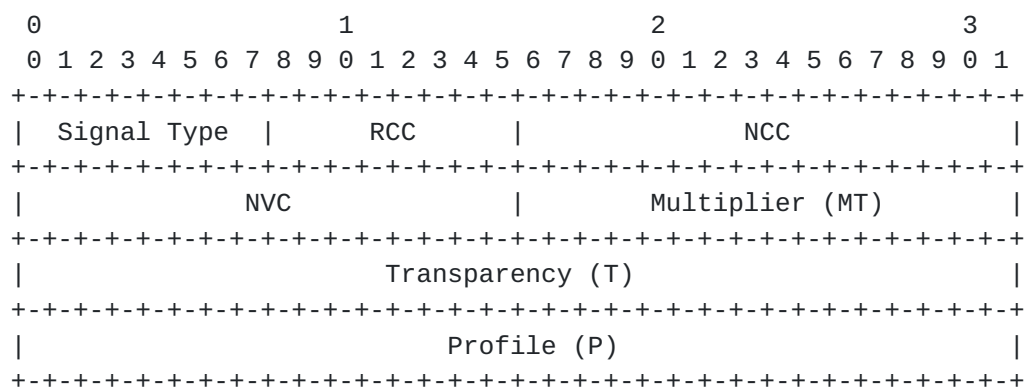 0                   1                   2                   3
 0 1 2 3 4 5 6 7 8 9 0 1 2 3 4 5 6 7 8 9 0 1 2 3 4 5 6 7 8 9 0 1
+-+-+-+-+-+-+-+-+-+-+-+-+-+-+-+-+-+-+-+-+-+-+-+-+-+-+-+-+-+-+-+-+
|  Signal Type  |      RCC      |              NCC              |
+-+-+-+-+-+-+-+-+-+-+-+-+-+-+-+-+-+-+-+-+-+-+-+-+-+-+-+-+-+-+-+-+
|              NVC              |        Multiplier (MT)        |
+-+-+-+-+-+-+-+-+-+-+-+-+-+-+-+-+-+-+-+-+-+-+-+-+-+-+-+-+-+-+-+-+
|                       Transparency (T)                        |
+-+-+-+-+-+-+-+-+-+-+-+-+-+-+-+-+-+-+-+-+-+-+-+-+-+-+-+-+-+-+-+-+
|                           Profile (P)                         |
+-+-+-+-+-+-+-+-+-+-+-+-+-+-+-+-+-+-+-+-+-+-+-+-+-+-+-+-+-+-+-+-+